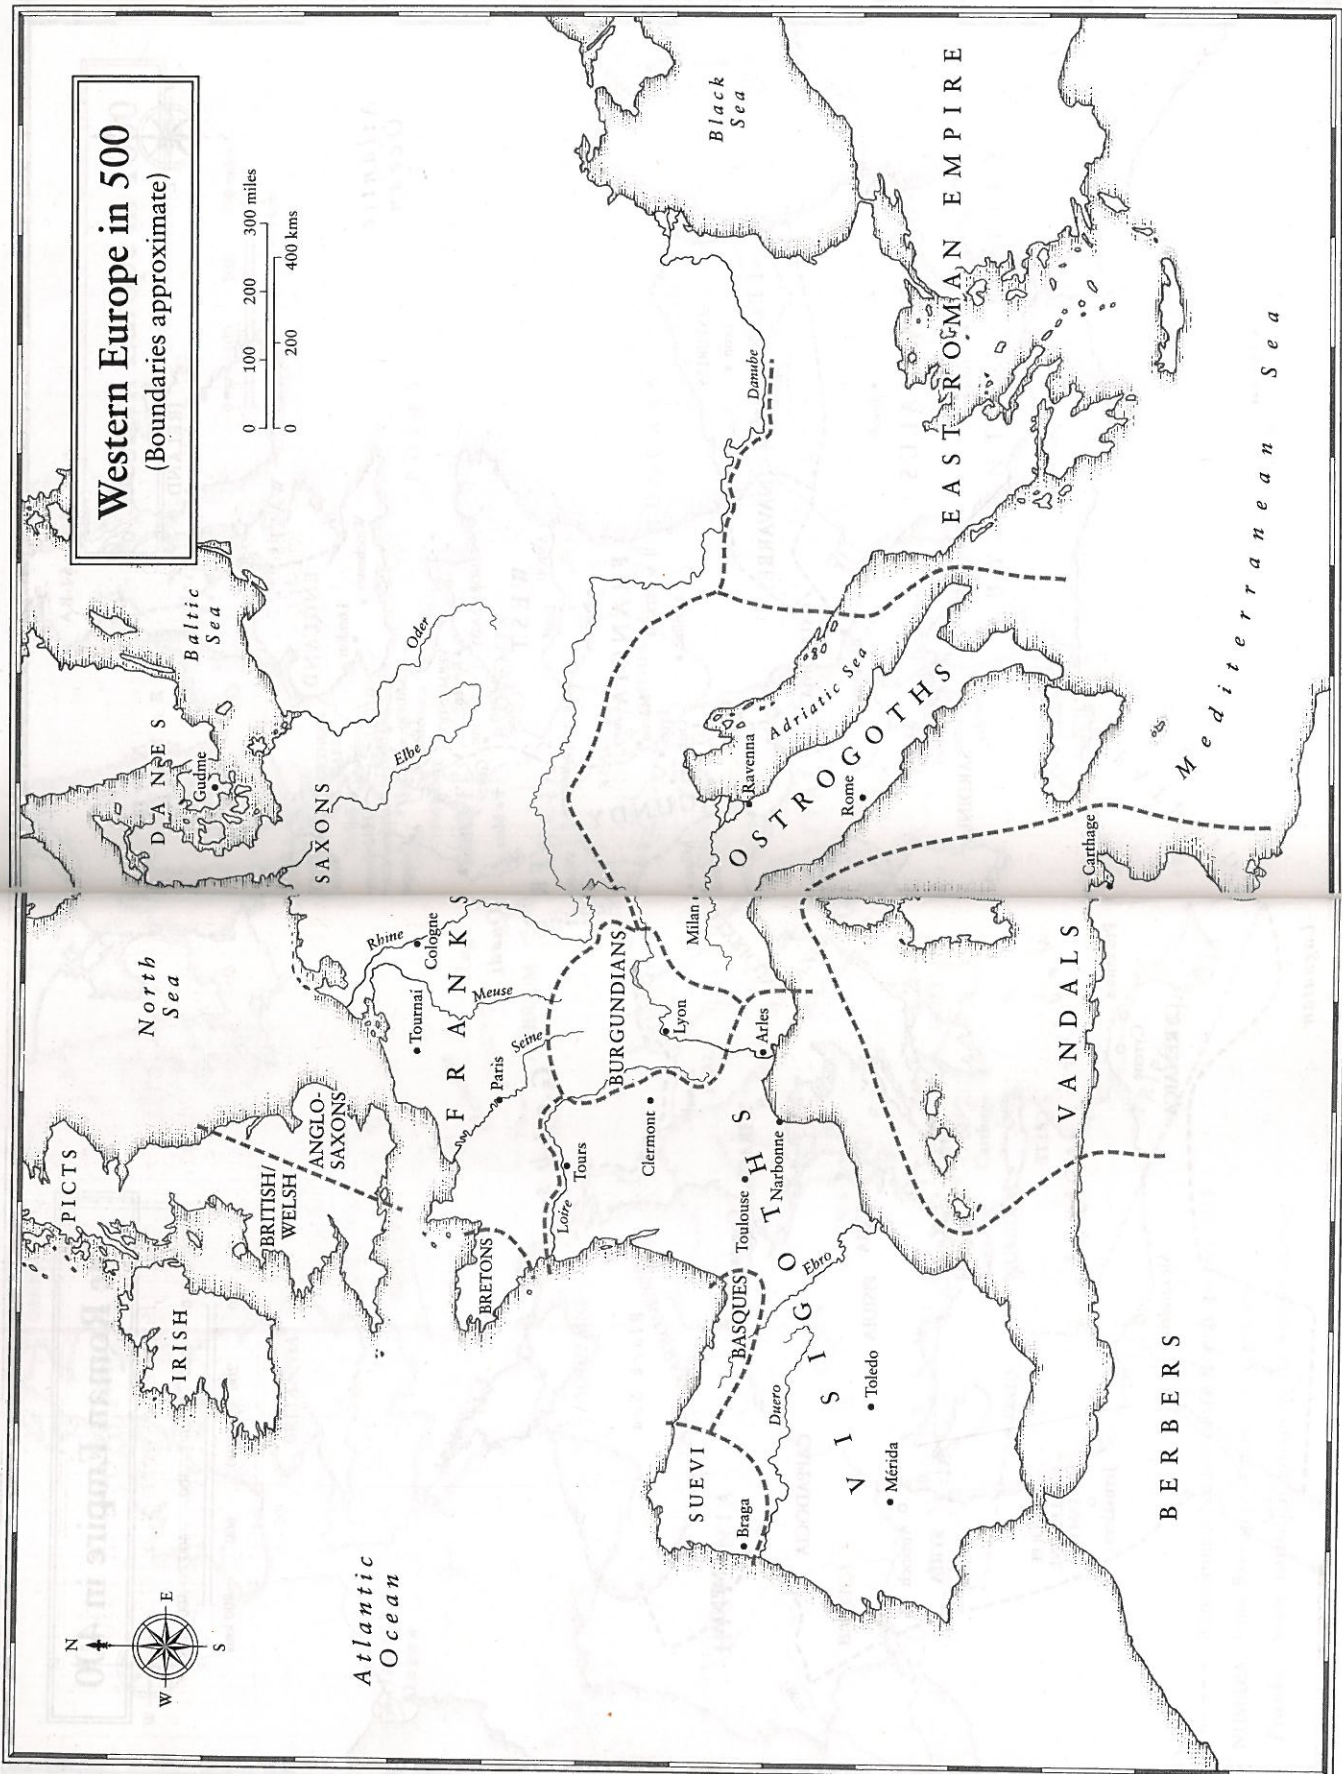 Western Europe in 500
(Boundaries approximate)
0 100 200 300 miles
0 200 400 kms
N
W E
S
Atlantic
Ocean
North
Sea
Baltic
Sea
Black
Sea
Adriatic Sea
Mediterranean Sea
PICTS
IRISH
BRITISH/
WELSH
ANGLO-
SAXONS
DANES
Gudme
SAXONS
Elbe
Oder
Rhine
Cologne
Tournai
Meuse
FRANKS
Paris
Seine
BRETONS
Loire
Tours
BURGUNDIANS
Clermont
Lyon
Arles
Milan
Danube
Ravenna
OSTROGOTHS
Rome
EAST ROMAN EMPIRE
Toulouse
Narbonne
VISIGOTHS
BASQUES
Ebro
SUEVI
Braga
Duero
Toledo
Mérida
VANDALS
Carthage
BERBERS